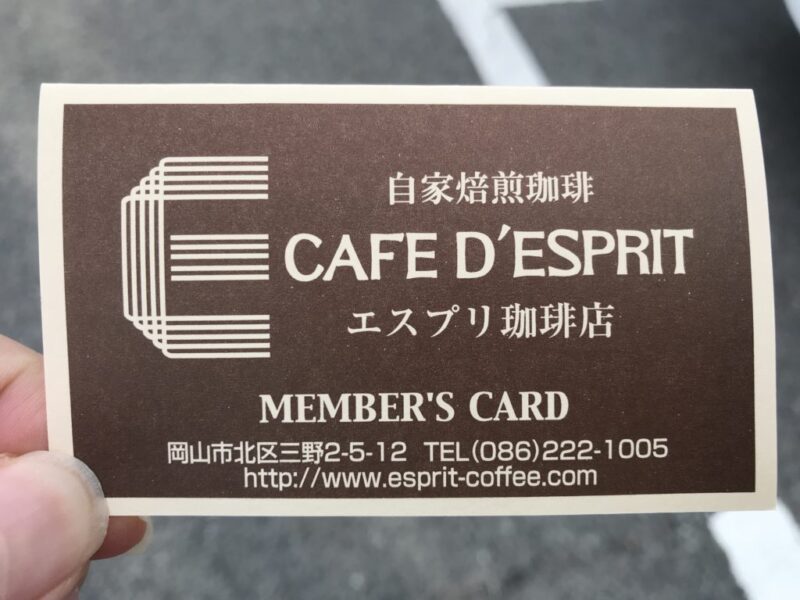 自家焙煎珈琲
CAFE D'ESPRIT
エスプリ珈琲店
MEMBER'S CARD
岡山市北区三野2-5-12 TEL(086)222-1005
http://www.esprit-coffee.com